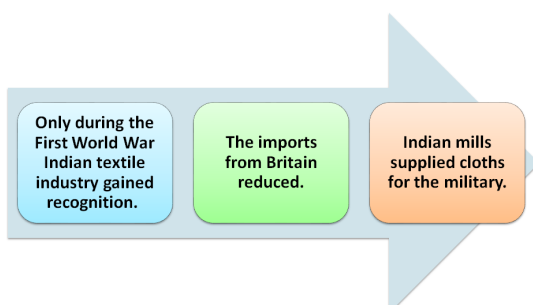 Only during the
First World War
Indian textile
industry gained
recognition.
The imports
from Britain
reduced.
Indian mills
supplied cloths
for the military.